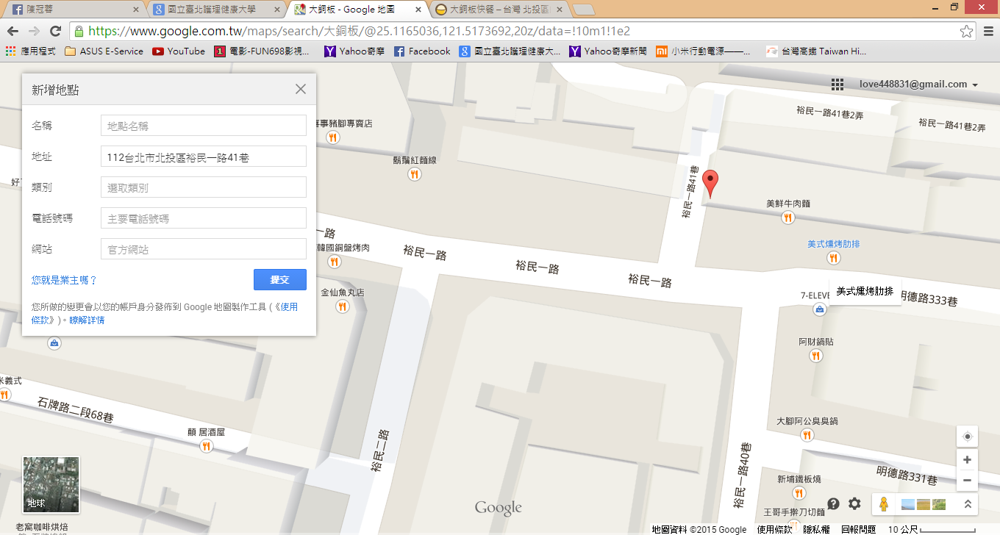 陳冠蓉
國立臺北護理健康大學
大銅板 - Google 地圖
大銅板快餐 – 台灣 北投區
https://www.google.com.tw/maps/search/大銅板/@25.1165036,121.5173692,20z/data=!10m1!1e2
應用程式
ASUS E-Service
YouTube
電影-FUN698影視...
Yahoo奇摩
Facebook
國立臺北護理健康大...
Yahoo奇摩新聞
小米行動電源——...
台灣高鐵 Taiwan Hi...
love448831@gmail.com
新增地點
名稱
地點名稱
地址
112台北市北投區裕民一路41巷
類別
選取類別
電話號碼
主要電話號碼
網站
官方網站
您就是業主嗎？
提交
您所做的變更會以您的帳戶身分發佈到 Google 地圖製作工具 (《使用
條款》)。瞭解詳情
裕民一路41巷2弄
裕民一路41巷2弄
事豬腳專賣店
鬍鬚紅麵線
裕民一路41巷
美鮮牛肉麵
美式燻烤肋排
好
一路
韓國銅盤烤肉
裕民一路
裕民一路
裕民一路
金仙魚丸店
7-ELEVE
美式燻烤肋排
明德路333巷
阿財鍋貼
米義式
石牌路二段68巷
顛 居酒屋
裕民二路
大腳阿公臭臭鍋
裕民一路40巷
明德路331巷
新埔鐵板燒
王哥手擀刀切麵
地球
老窩咖啡烘焙
Google
地圖資料 ©2015 Google
使用條款
隱私權
回報問題
10 公尺